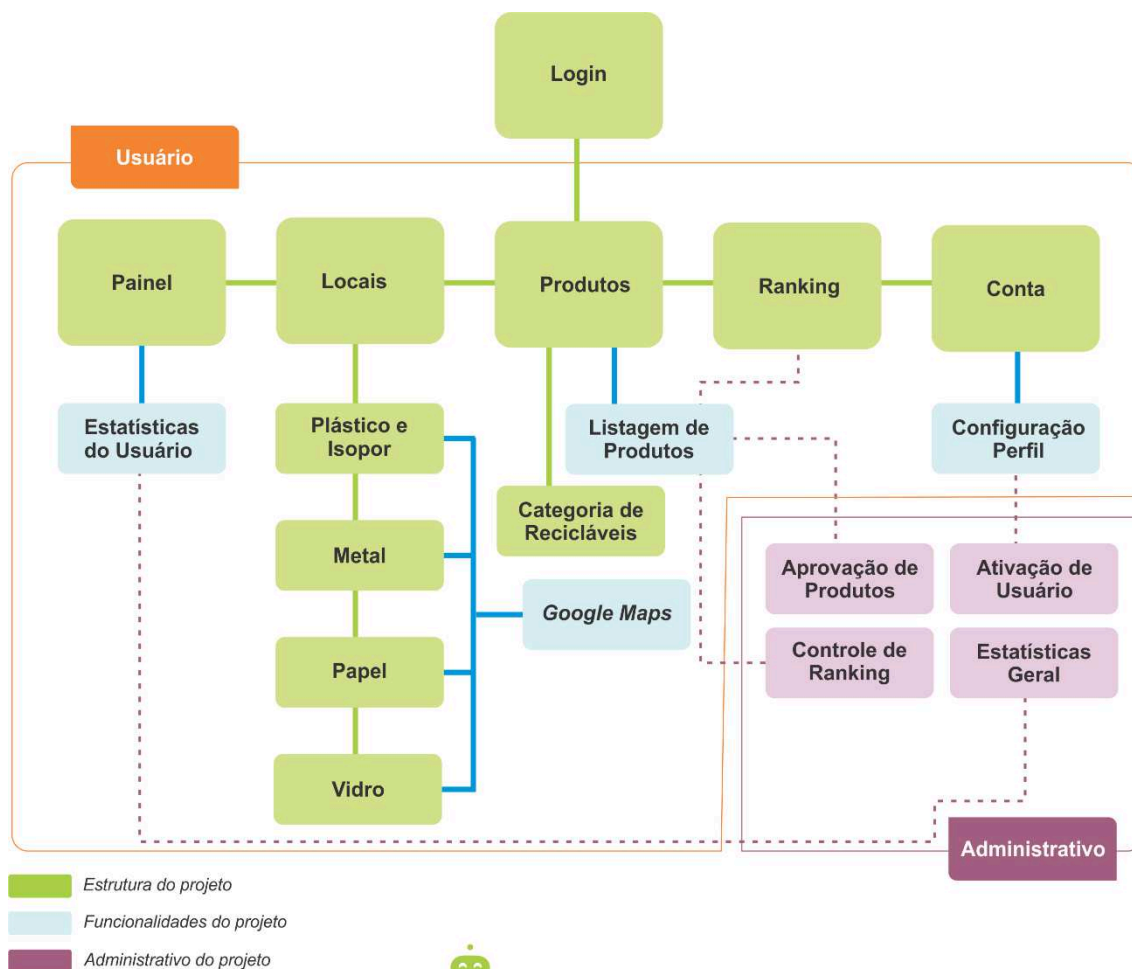 Login
Usuário
Painel
Locais
Produtos
Ranking
Conta
Estatísticas
do Usuário
Plástico e
Isopor
Listagem de
Produtos
Configuração
Perfil
Categoria de
Recicláveis
Metal
Google Maps
Aprovação de
Produtos
Ativação de
Usuário
Papel
Controle de
Ranking
Estatísticas
Geral
Vidro
Administrativo
Estrutura do projeto
Funcionalidades do projeto
Administrativo do projeto